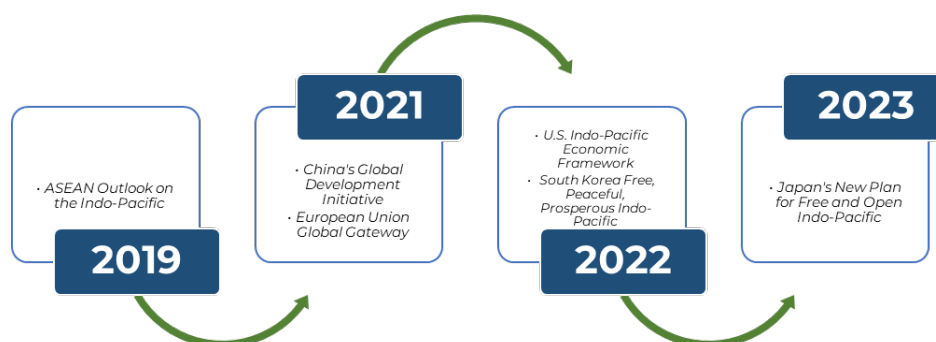 • ASEAN Outlook on
the Indo-Pacific
2019
2021
• China's Global
Development
Initiative
• European Union
Global Gateway
• U.S. Indo-Pacific
Economic
Framework
• South Korea Free,
Peaceful,
Prosperous Indo-
Pacific
2022
2023
• Japan's New Plan
for Free and Open
Indo-Pacific